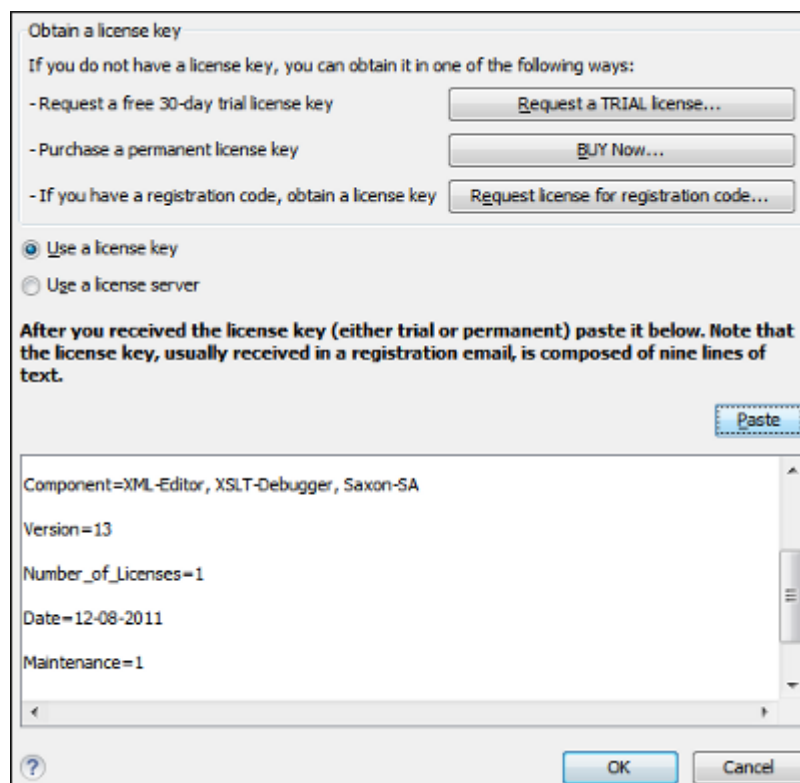 Obtain a license key
If you do not have a license key, you can obtain it in one of the following ways:
- Request a free 30-day trial license key Request a TRIAL license...
- Purchase a permanent license key BUY Now...
- If you have a registration code, obtain a license key Request license for registration code...
Use a license key
Use a license server
After you received the license key (either trial or permanent) paste it below. Note that
the license key, usually received in a registration email, is composed of nine lines of
text.
Paste
Component=XML-Editor, XSLT-Debugger, Saxon-SA
Version=13
Number_of_Licenses=1
Date=12-08-2011
Maintenance=1
? OK Cancel